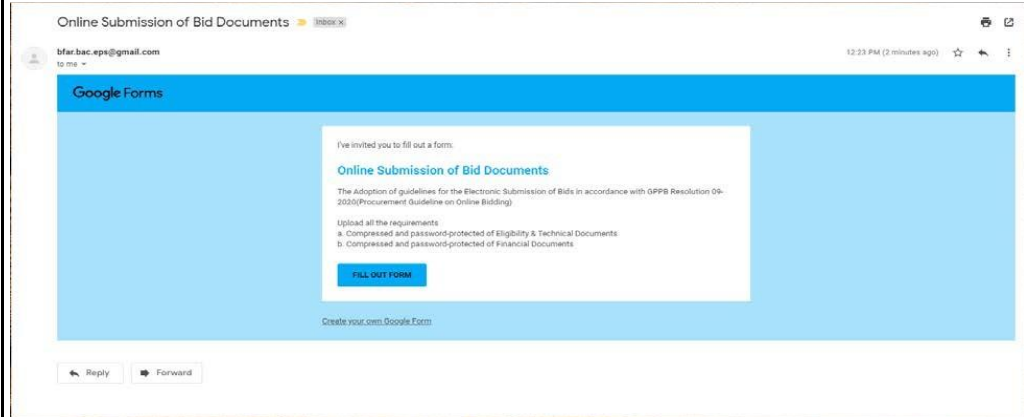 Online Submission of Bid Documents
Inbox x
bfar.bac.eps@gmail.com
12:23 PM (2 minutes ago)
to me
Google Forms
I've invited you to fill out a form:
Online Submission of Bid Documents
The Adoption of guidelines for the Electronic Submission of Bids in accordance with GPPB Resolution 09-
2020(Procurement Guideline on Online Bidding)
Upload all the requirements
a. Compressed and password-protected of Eligibility & Technical Documents
b. Compressed and password-protected of Financial Documents
FILL OUT FORM
Create your own Google Form
Reply
Forward